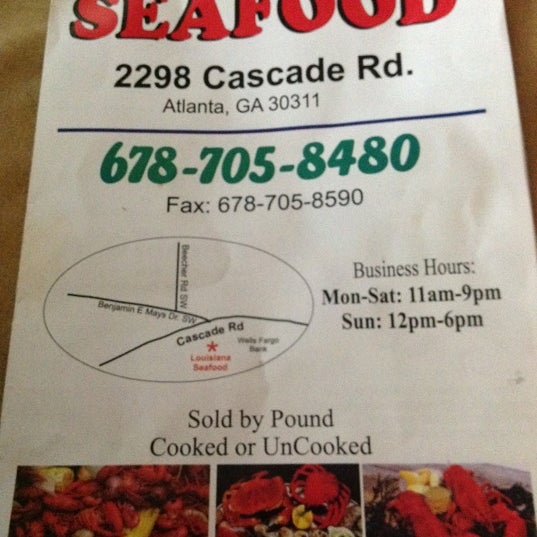 SEAFOOD
2298 Cascade Rd.
Atlanta, GA 30311
678-705-8480
Fax: 678-705-8590
Beecher Rd SW
Benjamin E Mays Dr. SW
Cascade Rd
Louisiana
Seafood
Wells Fargo
Bank
Business Hours:
Mon-Sat: 11am-9pm
Sun: 12pm-6pm
Sold by Pound
Cooked or UnCooked